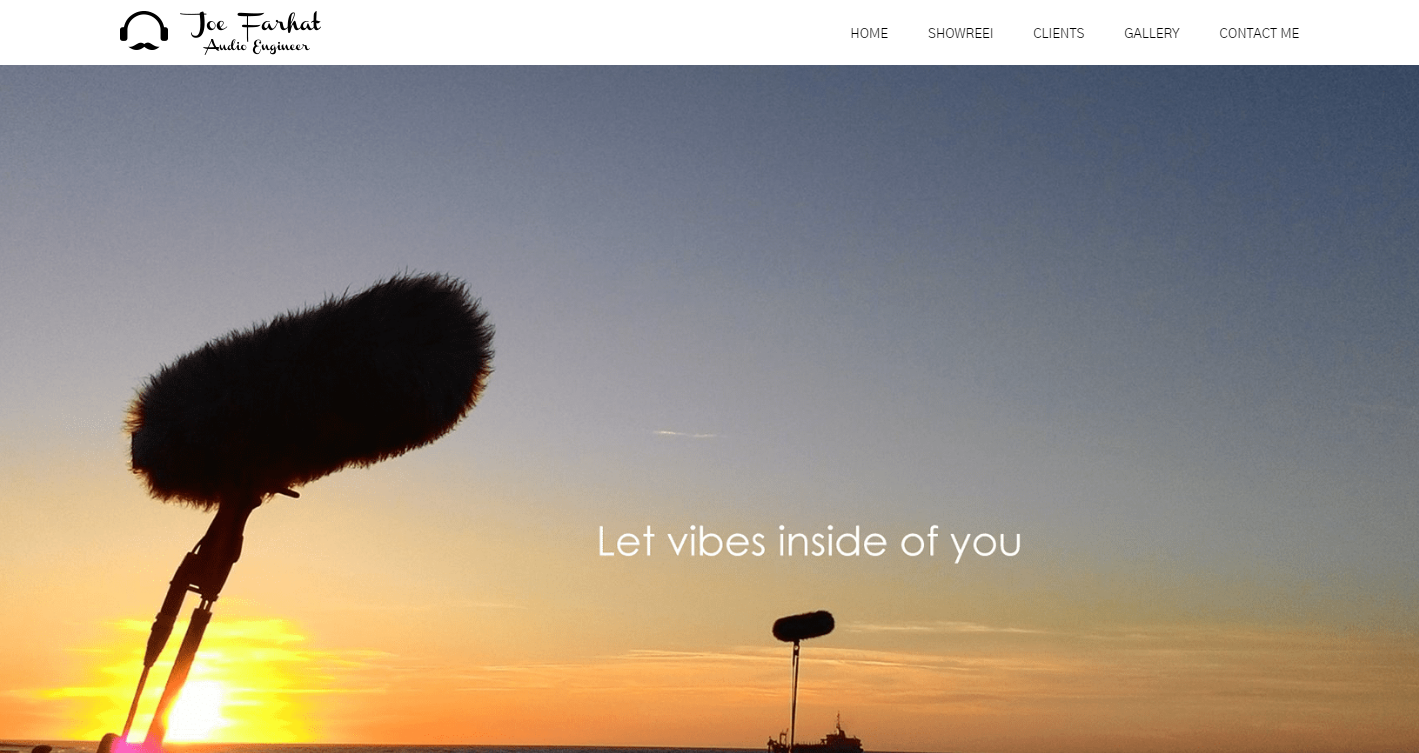 Joe Farhat
Audio Engineer
HOME
SHOWREEl
CLIENTS
GALLERY
CONTACT ME
Let vibes inside of you